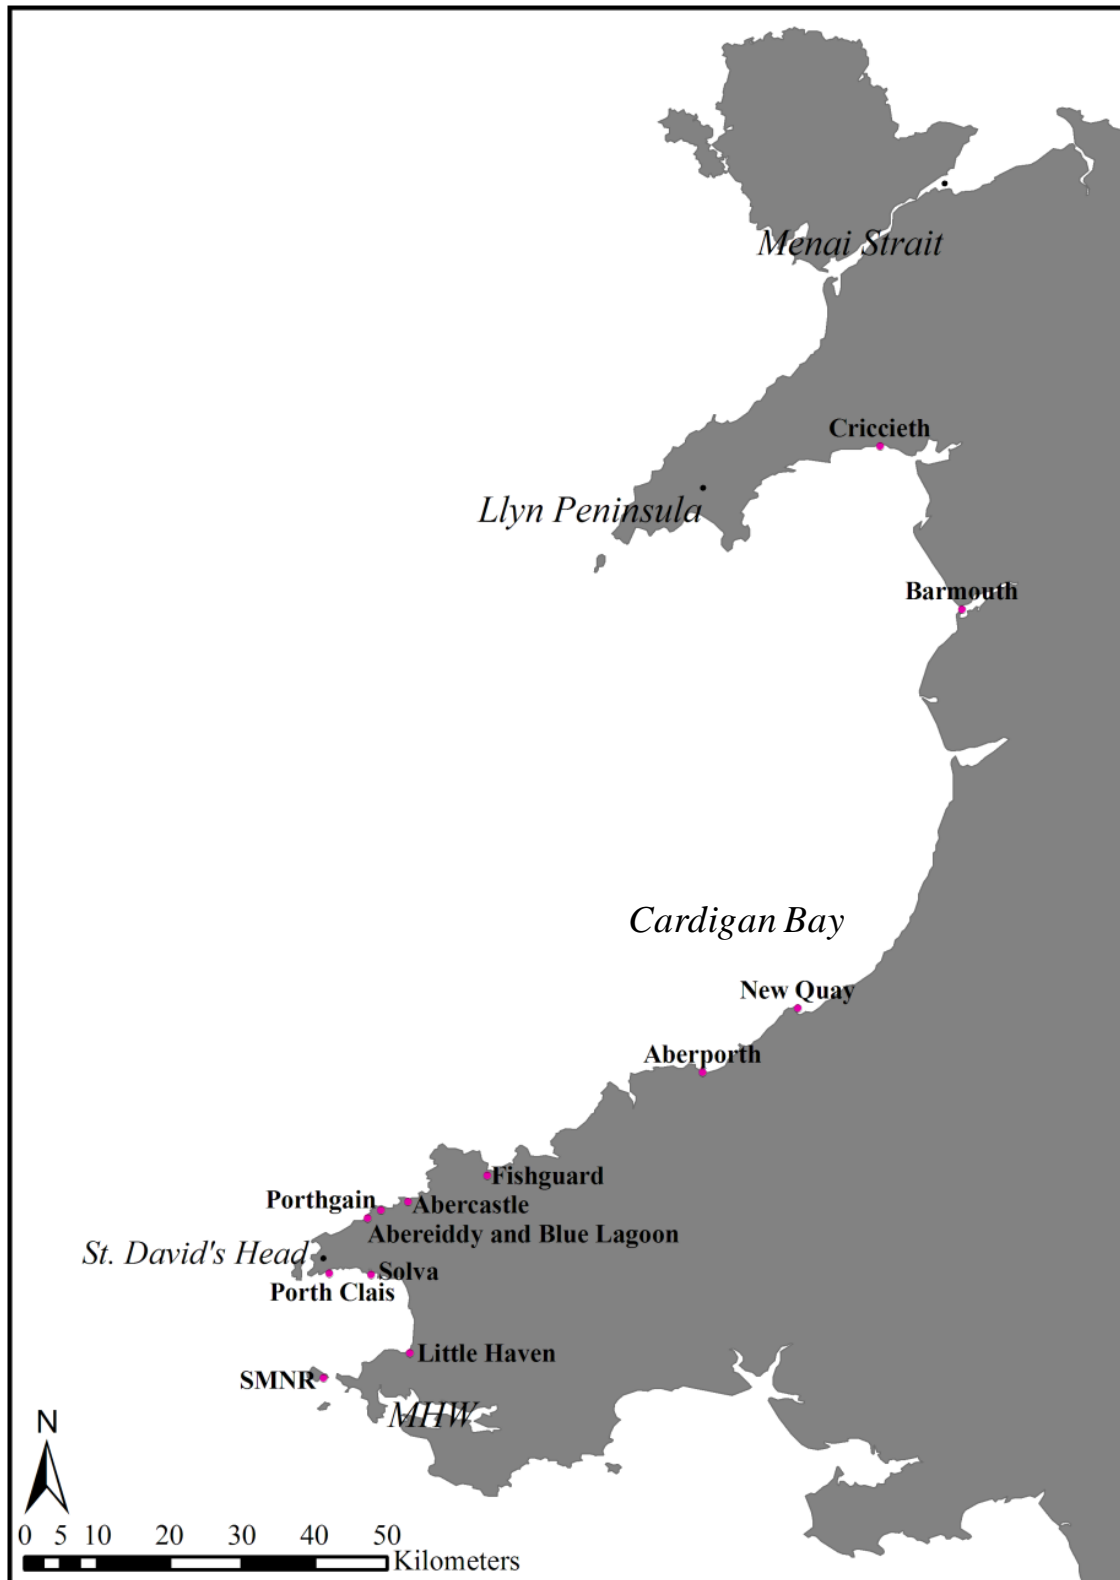 Menai Strait
Criccieth
Llyn Peninsula
Barmouth
Cardigan Bay
New Quay
Aberporth
Fishguard
Porthgain
Abercastle
Abereiddy and Blue Lagoon
St. David's Head
Solva
Porth Clais
Little Haven
SMNR
MHW
N
0 5 10 20 30 40 50
Kilometers